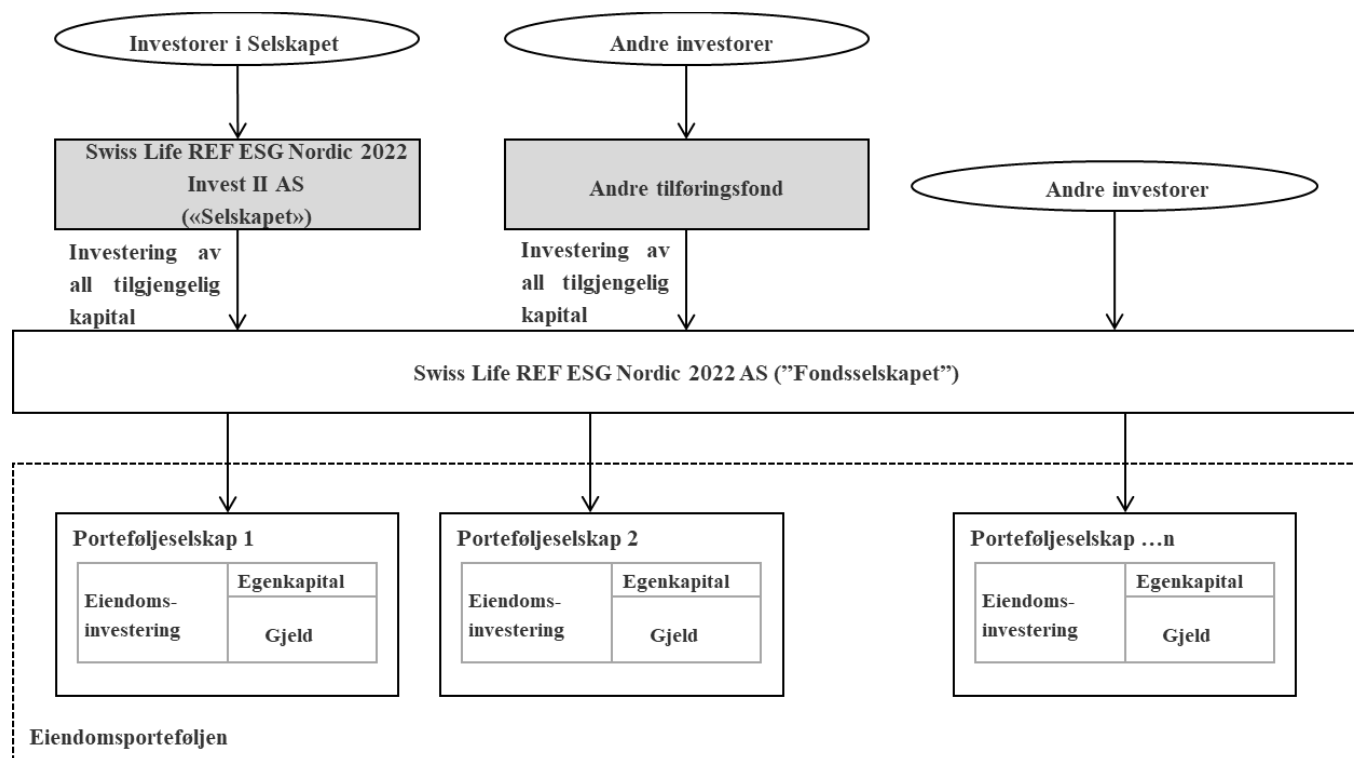 Investorer i Selskapet
Andre investorer
Swiss Life REF ESG Nordic 2022
Invest II AS
(«Selskapet»)
Andre tilføringsfond
Andre investorer
Investering av
all tilgjengelig
kapital
Investering av
all tilgjengelig
kapital
Swiss Life REF ESG Nordic 2022 AS (”Fondsselskapet”)
Porteføljeselskap 1
Eiendoms-
investering
Egenkapital
Gjeld
Porteføljeselskap 2
Eiendoms-
investering
Egenkapital
Gjeld
Porteføljeselskap …n
Eiendoms-
investering
Egenkapital
Gjeld
Eiendomsporteføljen